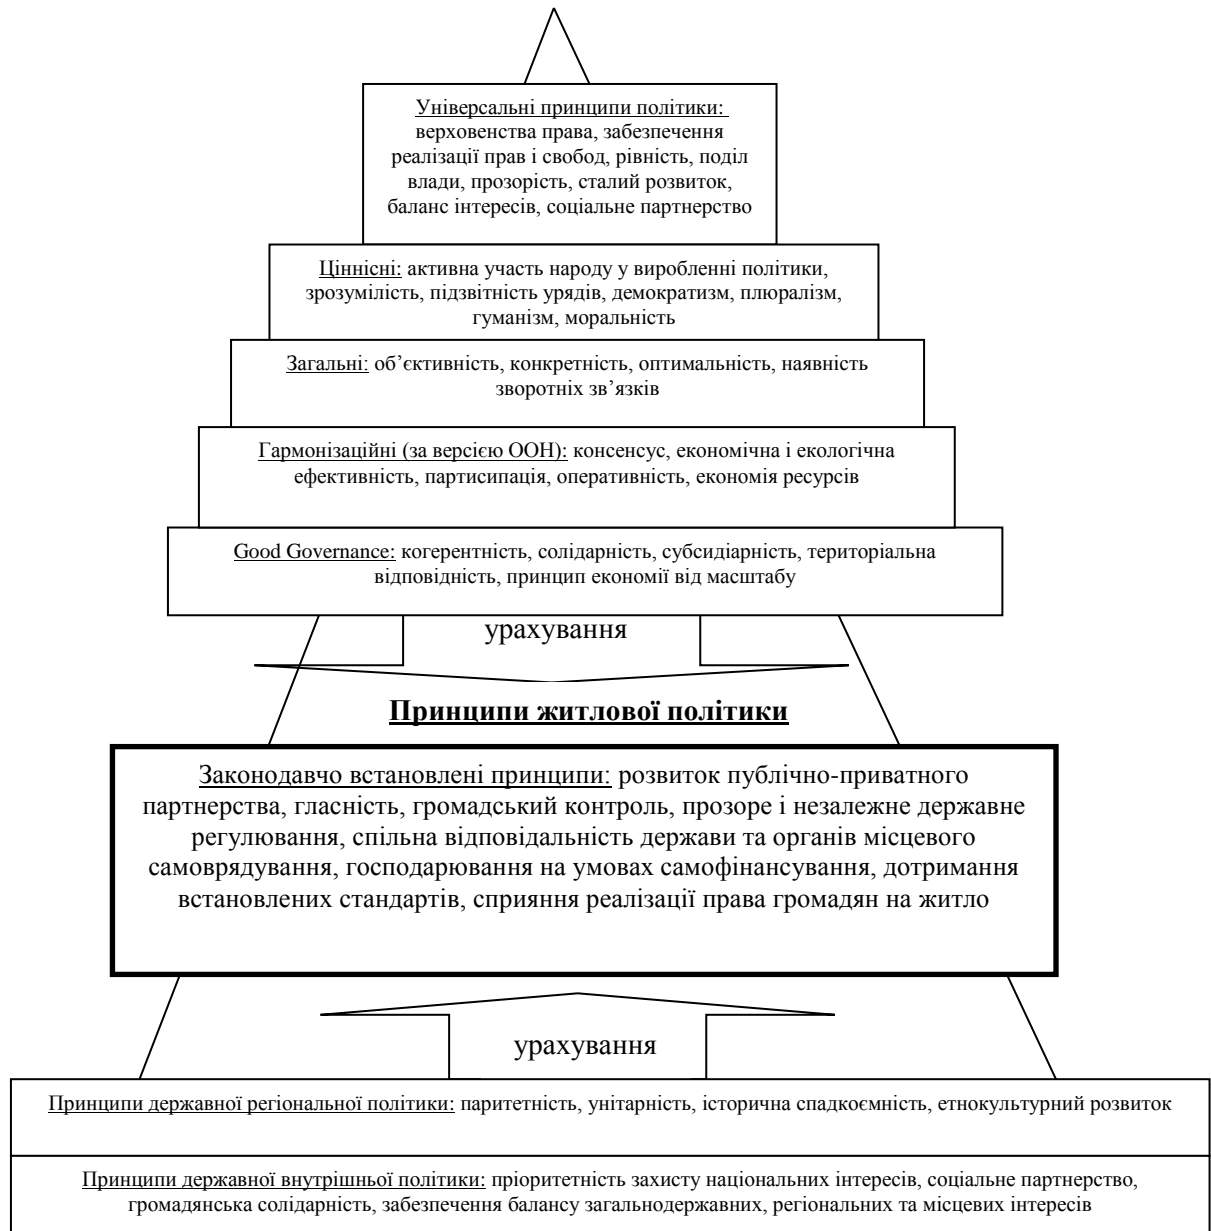 Універсальні принципи політики:
верховенства права, забезпечення
реалізації прав і свобод, рівність, поділ
влади, прозорість, сталий розвиток,
баланс інтересів, соціальне партнерство
Ціннісні: активна участь народу у виробленні політики,
зрозумілість, підзвітність урядів, демократизм, плюралізм,
гуманізм, моральність
Загальні: об’єктивність, конкретність, оптимальність, наявність
зворотніх зв’язків
Гармонізаційні (за версією ООН): консенсус, економічна і екологічна
ефективність, партисипація, оперативність, економія ресурсів
Good Governance: когерентність, солідарність, субсидіарність, територіальна
відповідність, принцип економії від масштабу
урахування
Принципи житлової політики
Законодавчо встановлені принципи: розвиток публічно-приватного
партнерства, гласність, громадський контроль, прозоре і незалежне державне
регулювання, спільна відповідальність держави та органів місцевого
самоврядування, господарювання на умовах самофінансування, дотримання
встановлених стандартів, сприяння реалізації права громадян на житло
урахування
Принципи державної регіональної політики: паритетність, унітарність, історична спадкоємність, етнокультурний розвиток
Принципи державної внутрішньої політики: пріоритетність захисту національних інтересів, соціальне партнерство,
громадянська солідарність, забезпечення балансу загальнодержавних, регіональних та місцевих інтересів